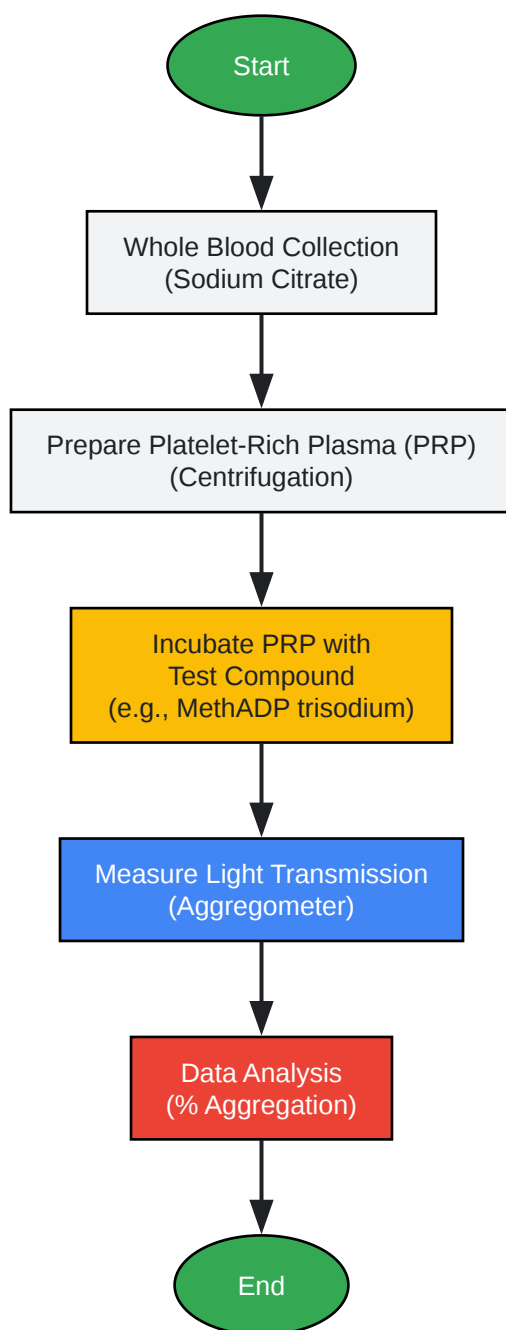 Start
Whole Blood Collection
(Sodium Citrate)
Prepare Platelet-Rich Plasma (PRP)
(Centrifugation)
Incubate PRP with
Test Compound
(e.g., MethADP trisodium)
Measure Light Transmission
(Aggregometer)
Data Analysis
(% Aggregation)
End